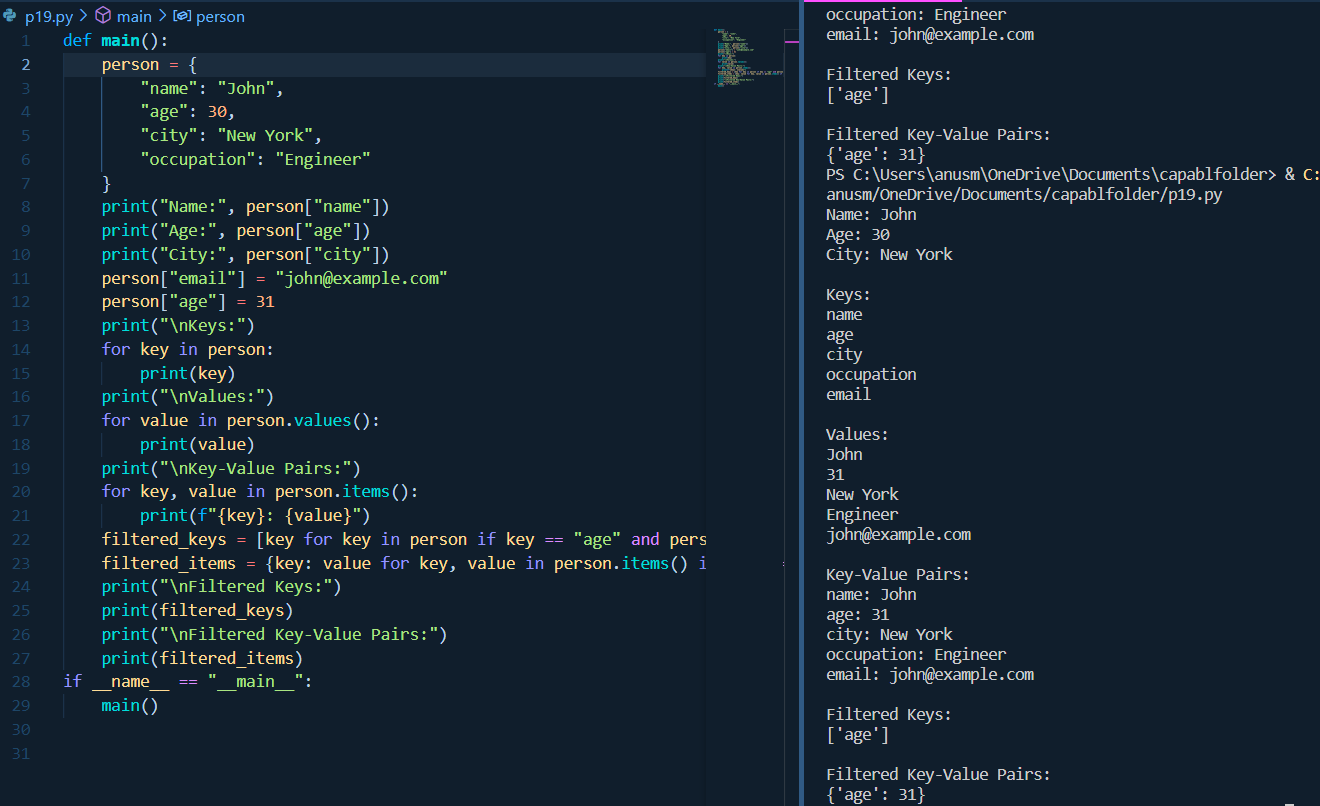 p19.py > main > person
1 def main():
2     person = {
3         "name": "John",
4         "age": 30,
5         "city": "New York",
6         "occupation": "Engineer"
7     }
8     print("Name:", person["name"])
9     print("Age:", person["age"])
10     print("City:", person["city"])
11     person["email"] = "john@example.com"
12     person["age"] = 31
13     print("\nKeys:")
14     for key in person:
15         print(key)
16     print("\nValues:")
17     for value in person.values():
18         print(value)
19     print("\nKey-Value Pairs:")
20     for key, value in person.items():
21         print(f"{key}: {value}")
22     filtered_keys = [key for key in person if key == "age" and pers
23     filtered_items = {key: value for key, value in person.items() i
24     print("\nFiltered Keys:")
25     print(filtered_keys)
26     print("\nFiltered Key-Value Pairs:")
27     print(filtered_items)
28 if __name__ == "__main__":
29     main()
30
31
occupation: Engineer
email: john@example.com

Filtered Keys:
['age']

Filtered Key-Value Pairs:
{'age': 31}
PS C:\Users\anusm\OneDrive\Documents\capablfolder> & C:
anusm/OneDrive/Documents/capablfolder/p19.py
Name: John
Age: 30
City: New York

Keys:
name
age
city
occupation
email

Values:
John
31
New York
Engineer
john@example.com

Key-Value Pairs:
name: John
age: 31
city: New York
occupation: Engineer
email: john@example.com

Filtered Keys:
['age']

Filtered Key-Value Pairs:
{'age': 31}